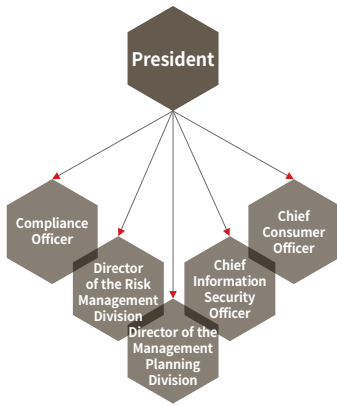 President
Compliance
Officer
Director
of the Risk
Management
Division
Director of the
Management
Planning
Division
Chief
Information
Security
Officer
Chief
Consumer
Officer